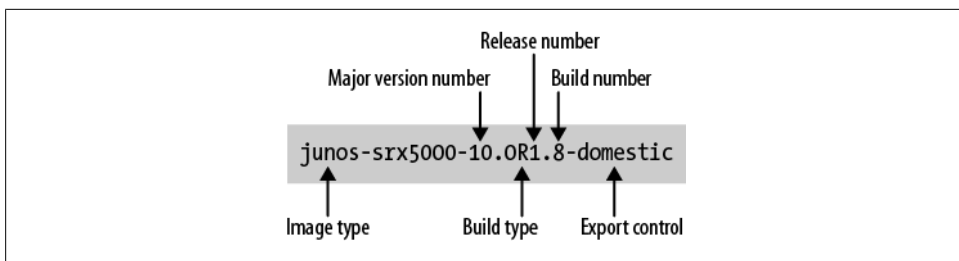 Release number
Major version number
Build number
junos-srx5000-10.0R1.8-domestic
Image type
Build type
Export control